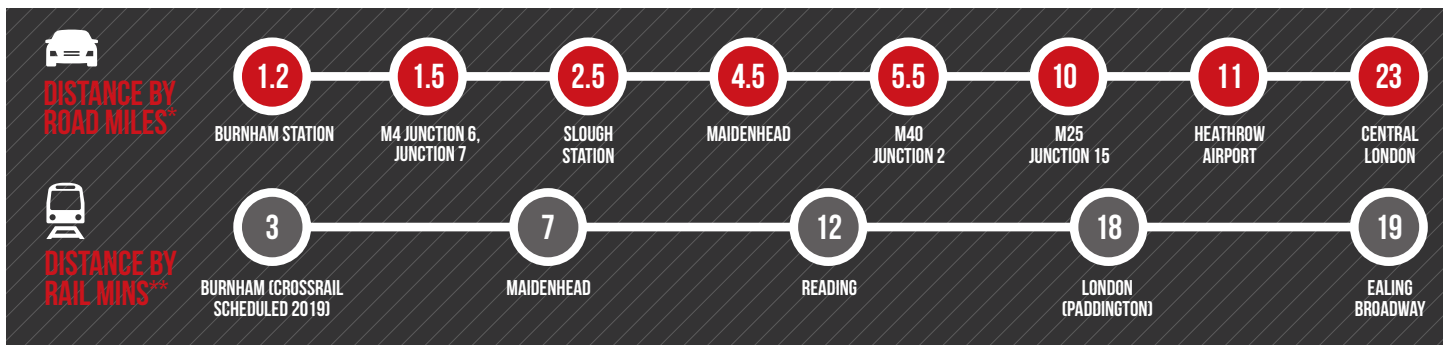 DISTANCE BY
ROAD MILES*
1.2
1.5
2.5
4.5
5.5
10
11
23
BURNHAM STATION
M4 JUNCTION 6,
JUNCTION 7
SLOUGH
STATION
MAIDENHEAD
M40
JUNCTION 2
M25
JUNCTION 15
HEATHROW
AIRPORT
CENTRAL
LONDON
DISTANCE BY
RAIL MINS**
3
7
12
18
19
BURNHAM (CROSSRAIL
SCHEDULED 2019)
MAIDENHEAD
READING
LONDON
(PADDINGTON)
EALING
BROADWAY